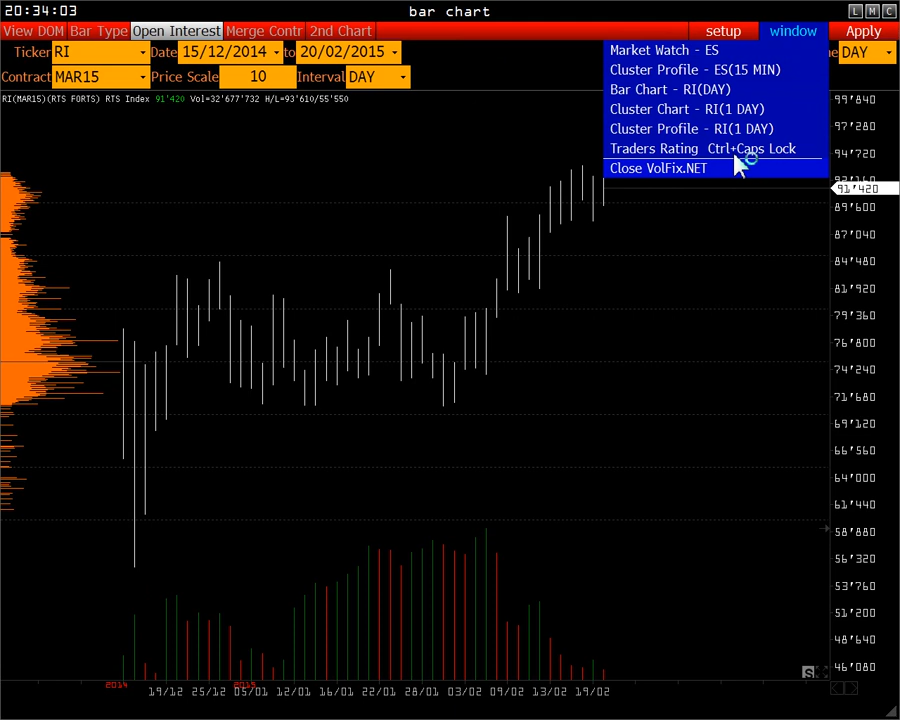 20:34:03 bar chart L M C
View DOM Bar Type Open Interest Merge Contr 2nd Chart setup window Apply
Ticker RI Date 15/12/2014 to 20/02/2015 DAY
Contract MAR15 Price Scale 10 Interval DAY
RI(MAR15)(RTS FORTS) RTS Index 91'420 Vol=32'677'732 H/L=93'610/55'550
Market Watch - ES
Cluster Profile - ES(15 MIN)
Bar Chart - RI(DAY)
Cluster Chart - RI(1 DAY)
Cluster Profile - RI(1 DAY)
Traders Rating Ctrl+Caps Lock
Close VolFix.NET
99'840
97'280
94'720
91'420
89'600
87'040
84'480
81'920
79'360
76'800
74'240
71'680
69'120
66'560
64'000
61'440
58'880
56'320
53'760
51'200
48'640
46'080
S
2014 2015
19/12 25/12 05/01 12/01 16/01 22/01 28/01 03/02 09/02 13/02 19/02